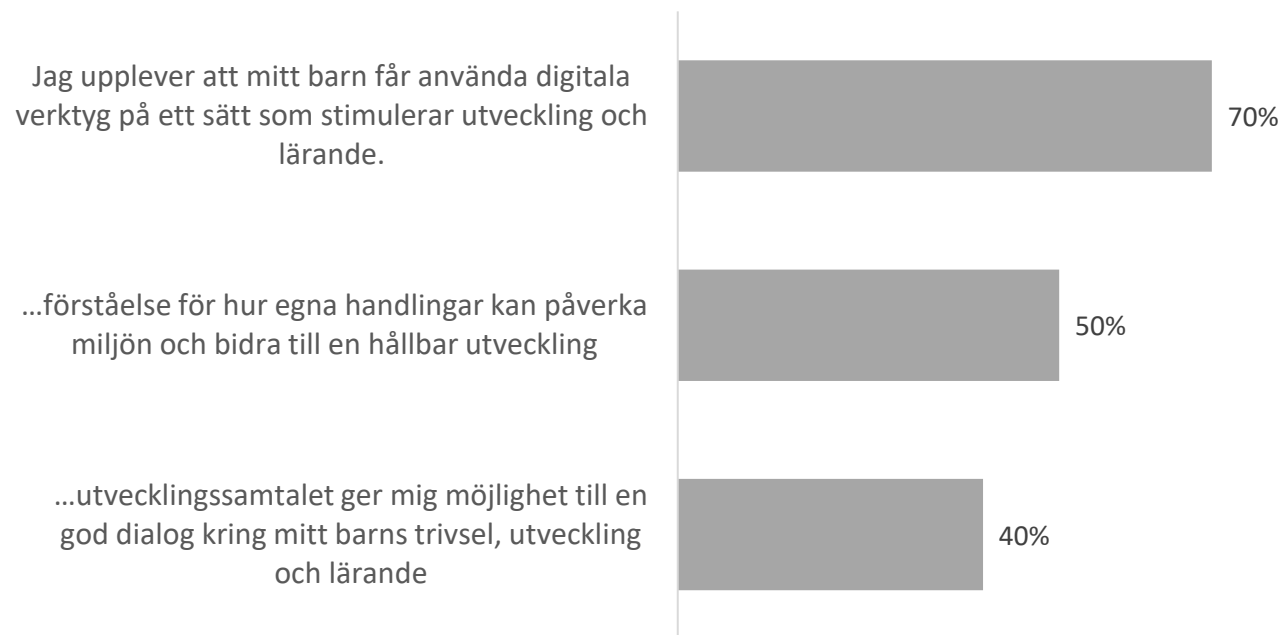 Jag upplever att mitt barn får använda digitala
verktyg på ett sätt som stimulerar utveckling och
lärande.
70%
…förståelse för hur egna handlingar kan påverka
miljön och bidra till en hållbar utveckling
50%
…utvecklingssamtalet ger mig möjlighet till en
god dialog kring mitt barns trivsel, utveckling
och lärande
40%